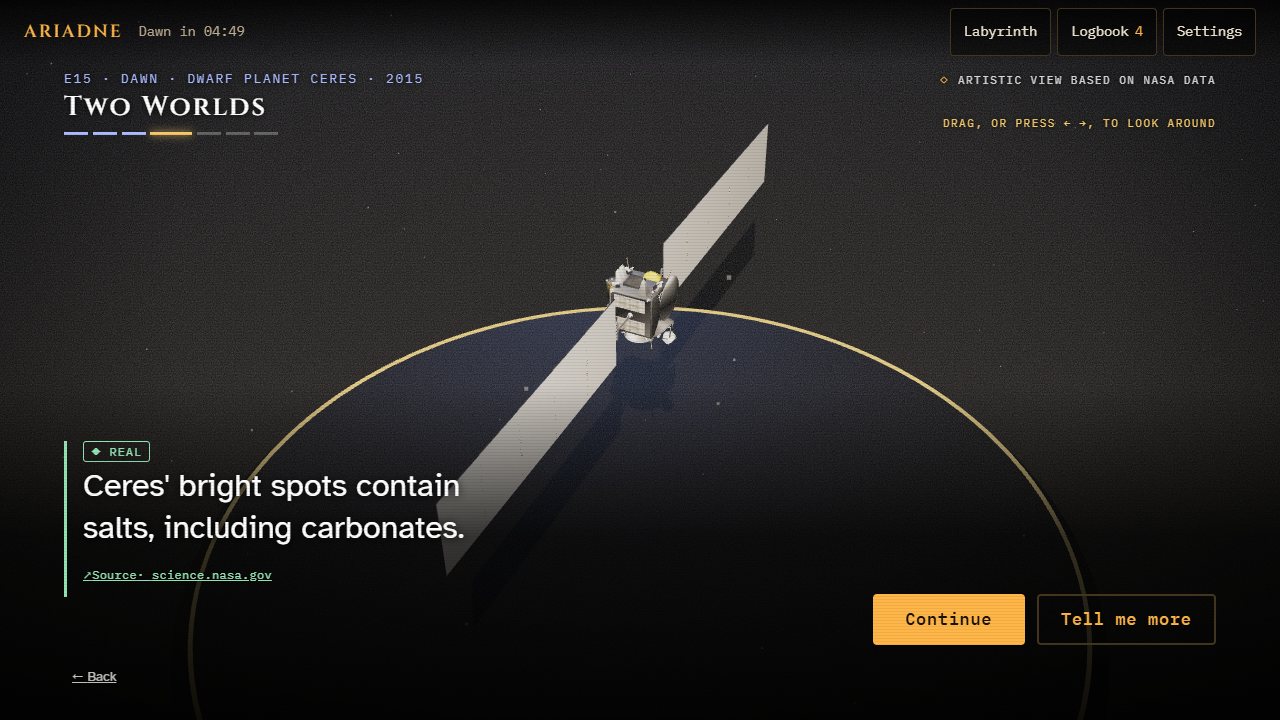 ARIADNE Dawn in 04:49
Labyrinth
Logbook 4
Settings
E15 · DAWN · DWARF PLANET CERES · 2015
Two Worlds
◇ ARTISTIC VIEW BASED ON NASA DATA
DRAG, OR PRESS ← →, TO LOOK AROUND
◆ REAL
Ceres' bright spots contain
salts, including carbonates.
↗Source· science.nasa.gov
Continue
Tell me more
← Back